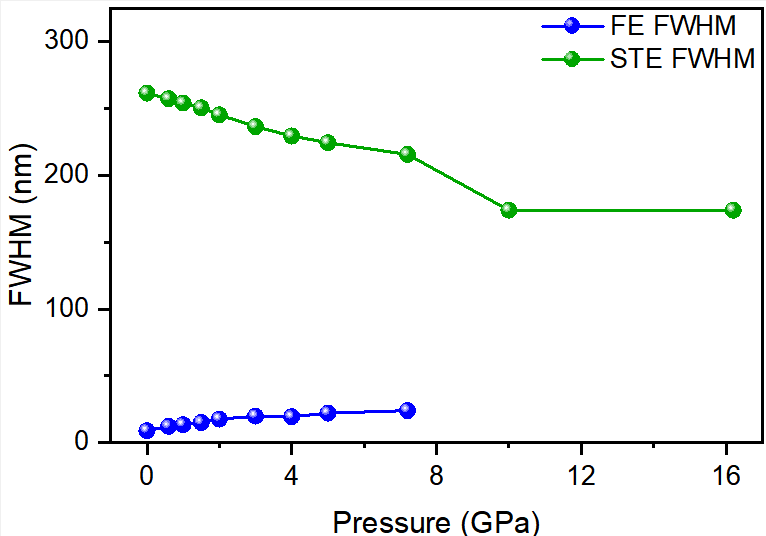 FE FWHM
STE FWHM
300
200
100
0
FWHM (nm)
0 4 8 12 16
Pressure (GPa)